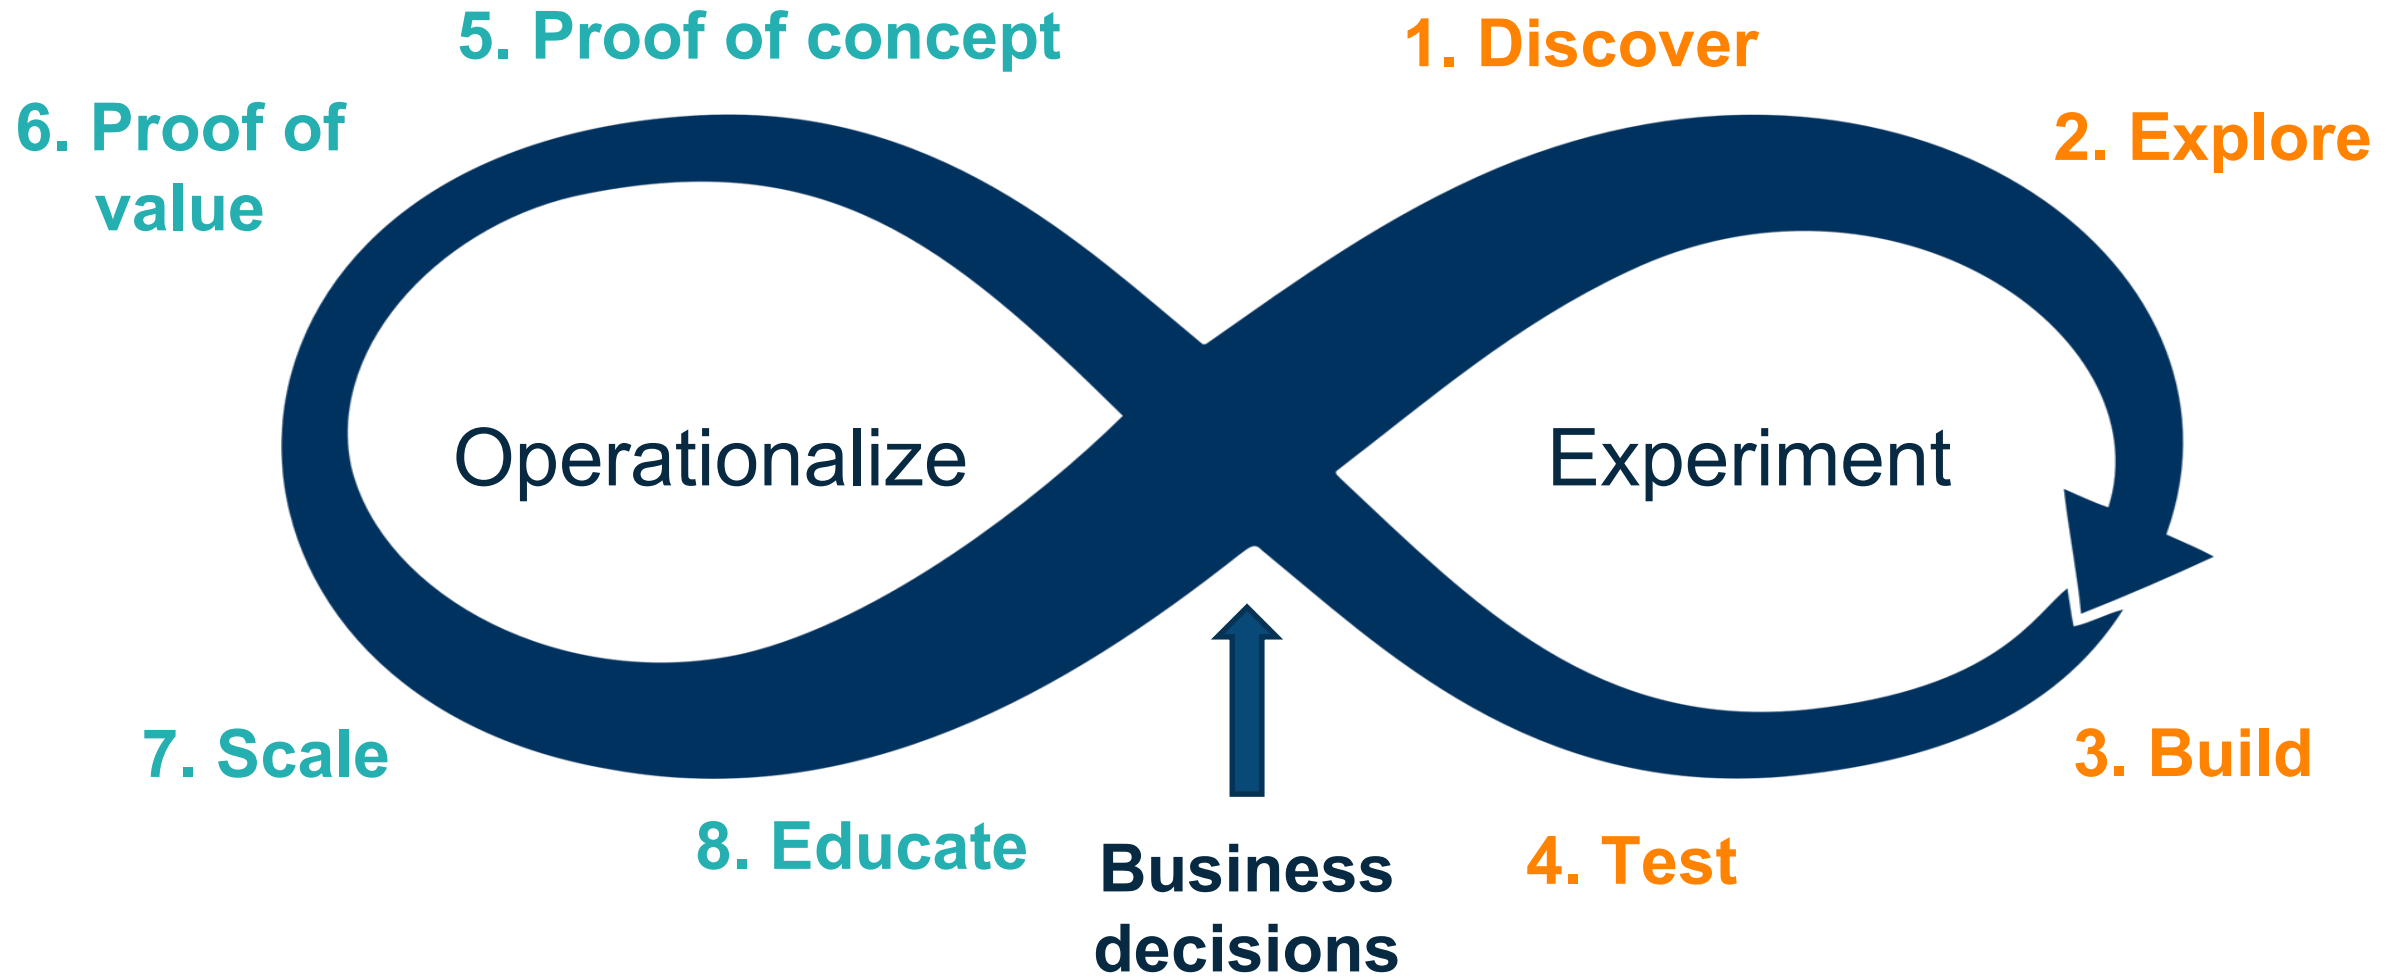 5. Proof of concept
1. Discover
6. Proof of
value
2. Explore
Operationalize
Experiment
7. Scale
3. Build
8. Educate
Business
decisions
4. Test